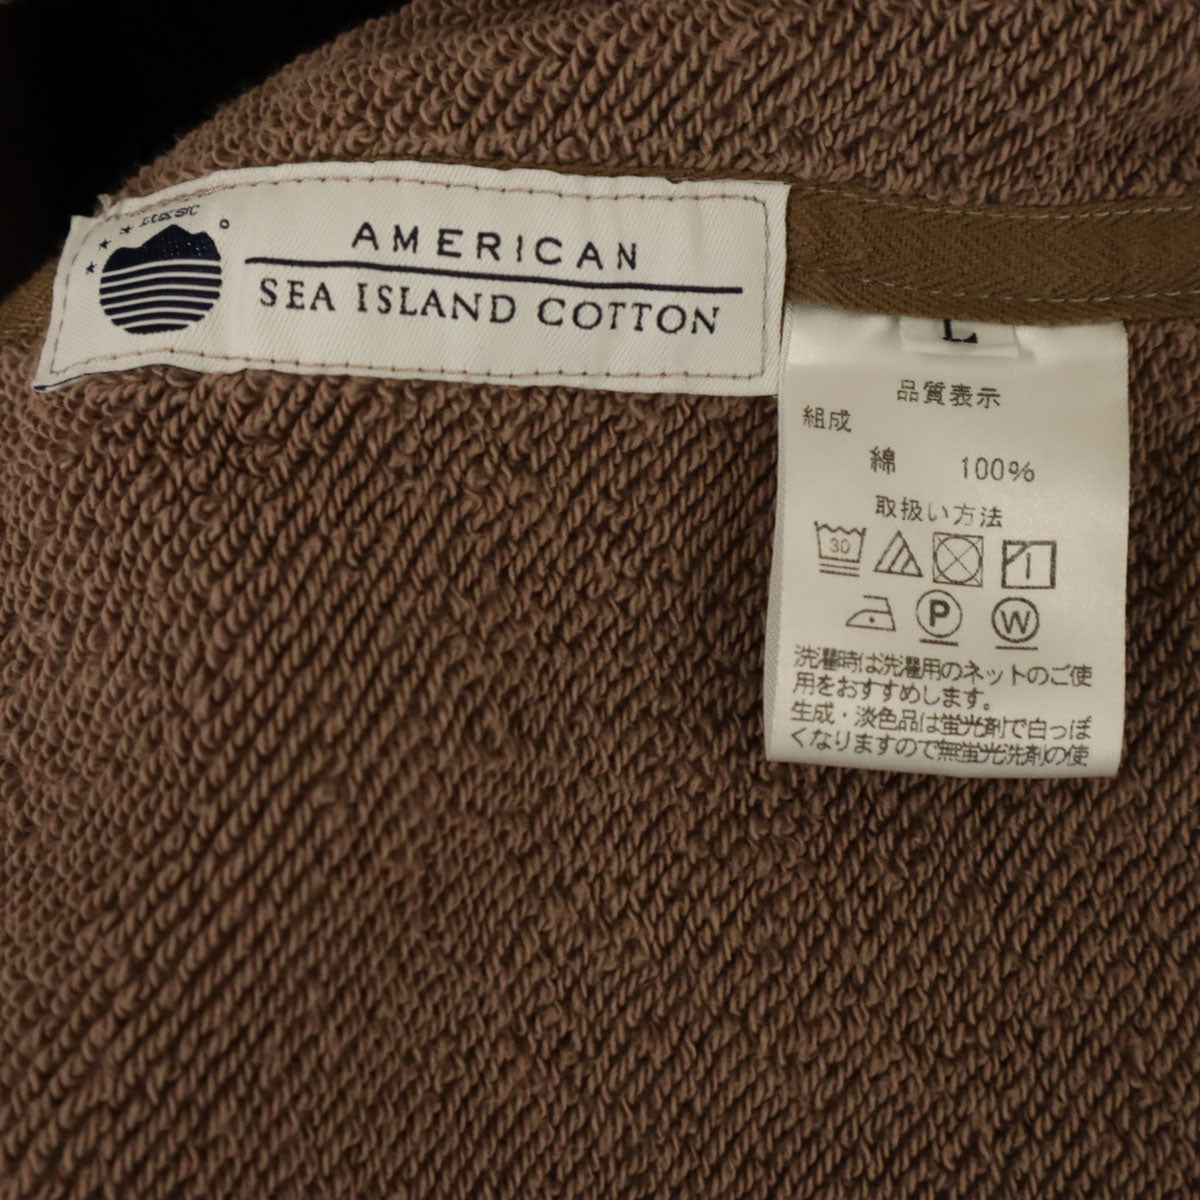 AMERICAN
SEA ISLAND COTTON
L
品質表示
組成
綿 100%
取扱い方法
30
P W
洗濯時は洗濯用のネットのご使
用をおすすめします。
生成・淡色品は蛍光剤で白っぽ
くなりますので無蛍光洗剤の使